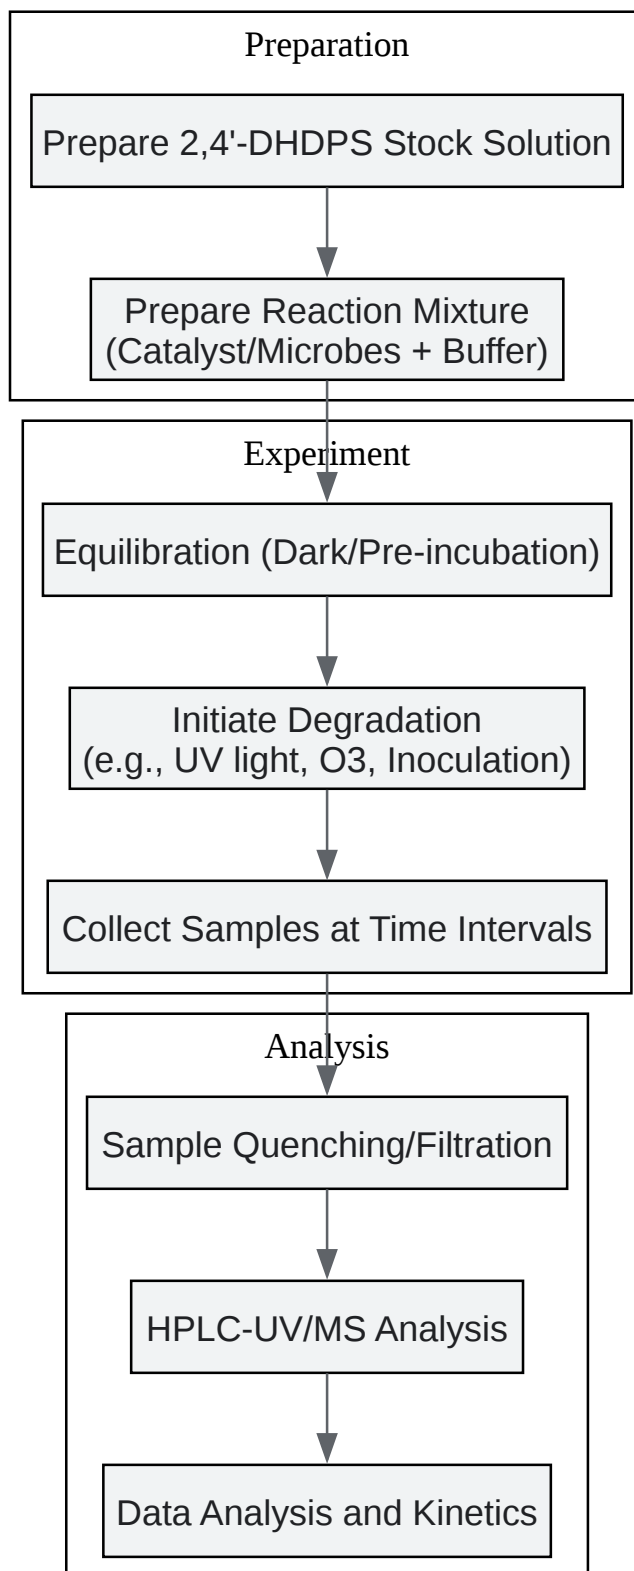 Preparation
Prepare 2,4'-DHDPS Stock Solution
Prepare Reaction Mixture
(Catalyst/Microbes + Buffer)
Experiment
Equilibration (Dark/Pre-incubation)
Initiate Degradation
(e.g., UV light, O3, Inoculation)
Collect Samples at Time Intervals
Analysis
Sample Quenching/Filtration
HPLC-UV/MS Analysis
Data Analysis and Kinetics